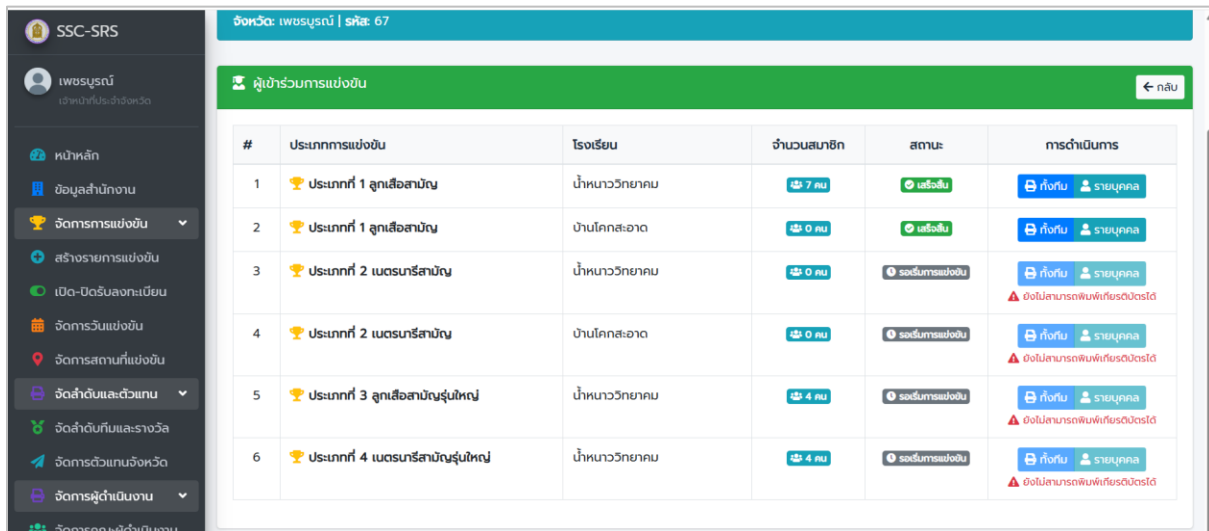 SSC-SRS
เพชรบูรณ์
เจ้าหน้าที่ประจำจังหวัด
หน้าหลัก
ข้อมูลสำนักงาน
จัดการการแข่งขัน
สร้างรายการแข่งขัน
เปิด-ปิดรับลงทะเบียน
จัดการวันแข่งขัน
จัดการสถานที่แข่งขัน
จัดลำดับและตัวแทน
จัดลำดับทีมและรางวัล
จัดการตัวแทนจังหวัด
จัดการผู้ดำเนินงาน
จัดการคณะผู้ดำเนินงาน
จังหวัด: เพชรบูรณ์ | รหัส: 67
ผู้เข้าร่วมการแข่งขัน กลับ
# ประเภทการแข่งขัน โรงเรียน จำนวนสมาชิก สถานะ การดำเนินการ
1 ประเภทที่ 1 ลูกเสือสามัญ น้ำหนาววิทยาคม 7 คน เสร็จสิ้น ทั้งทีม รายบุคคล
2 ประเภทที่ 1 ลูกเสือสามัญ บ้านโคกสะอาด 0 คน เสร็จสิ้น ทั้งทีม รายบุคคล
3 ประเภทที่ 2 เนตรนารีสามัญ น้ำหนาววิทยาคม 0 คน รอเริ่มการแข่งขัน ทั้งทีม รายบุคคล
ยังไม่สามารถพิมพ์เกียรติบัตรได้
4 ประเภทที่ 2 เนตรนารีสามัญ บ้านโคกสะอาด 0 คน รอเริ่มการแข่งขัน ทั้งทีม รายบุคคล
ยังไม่สามารถพิมพ์เกียรติบัตรได้
5 ประเภทที่ 3 ลูกเสือสามัญรุ่นใหญ่ น้ำหนาววิทยาคม 4 คน รอเริ่มการแข่งขัน ทั้งทีม รายบุคคล
ยังไม่สามารถพิมพ์เกียรติบัตรได้
6 ประเภทที่ 4 เนตรนารีสามัญรุ่นใหญ่ น้ำหนาววิทยาคม 4 คน รอเริ่มการแข่งขัน ทั้งทีม รายบุคคล
ยังไม่สามารถพิมพ์เกียรติบัตรได้